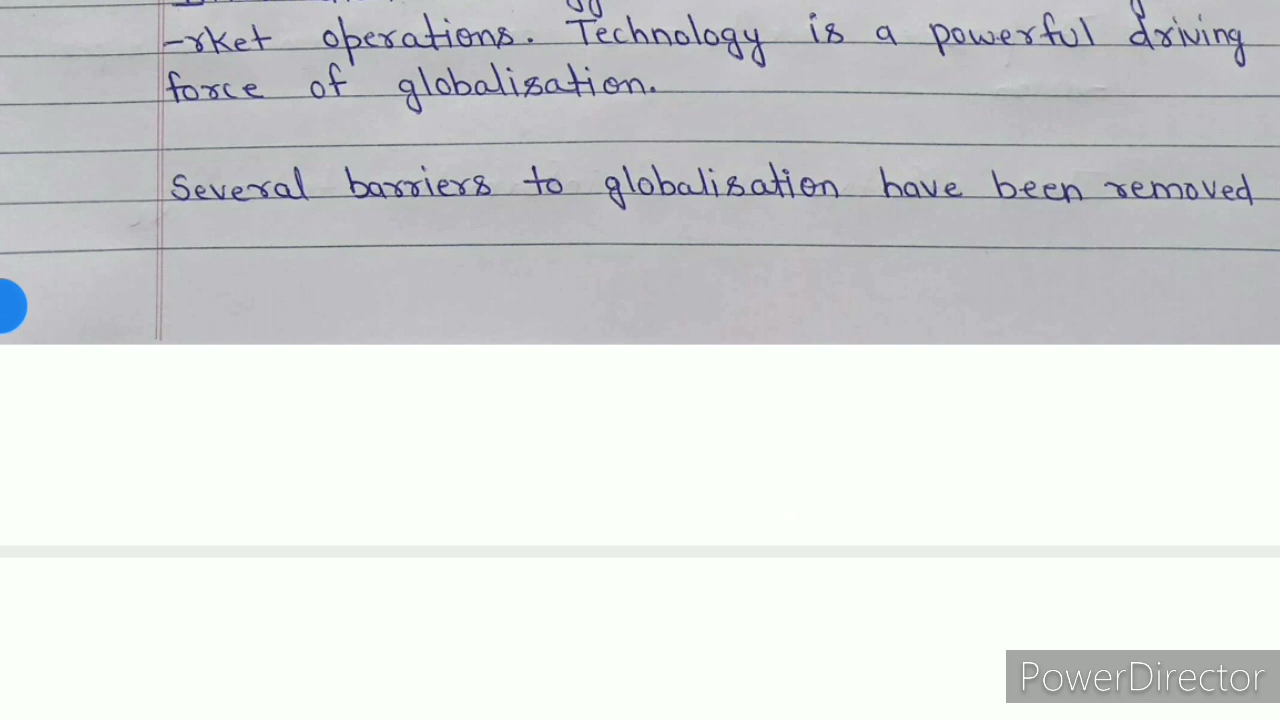 -rket operations. Technology is a powerful driving
force of globalisation.
Several barriers to globalisation have been removed
PowerDirector